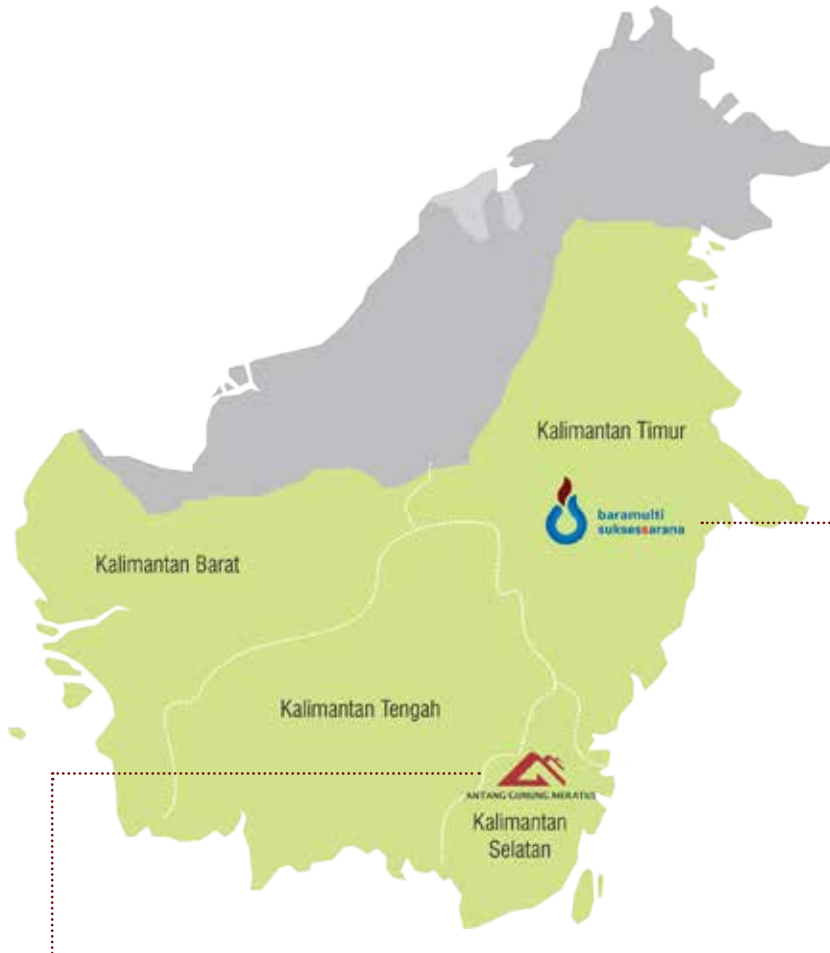 Kalimantan Timur
baramulti
suksessarana
Kalimantan Barat
Kalimantan Tengah
ANTANG GUNUNG MERATUS
Kalimantan
Selatan